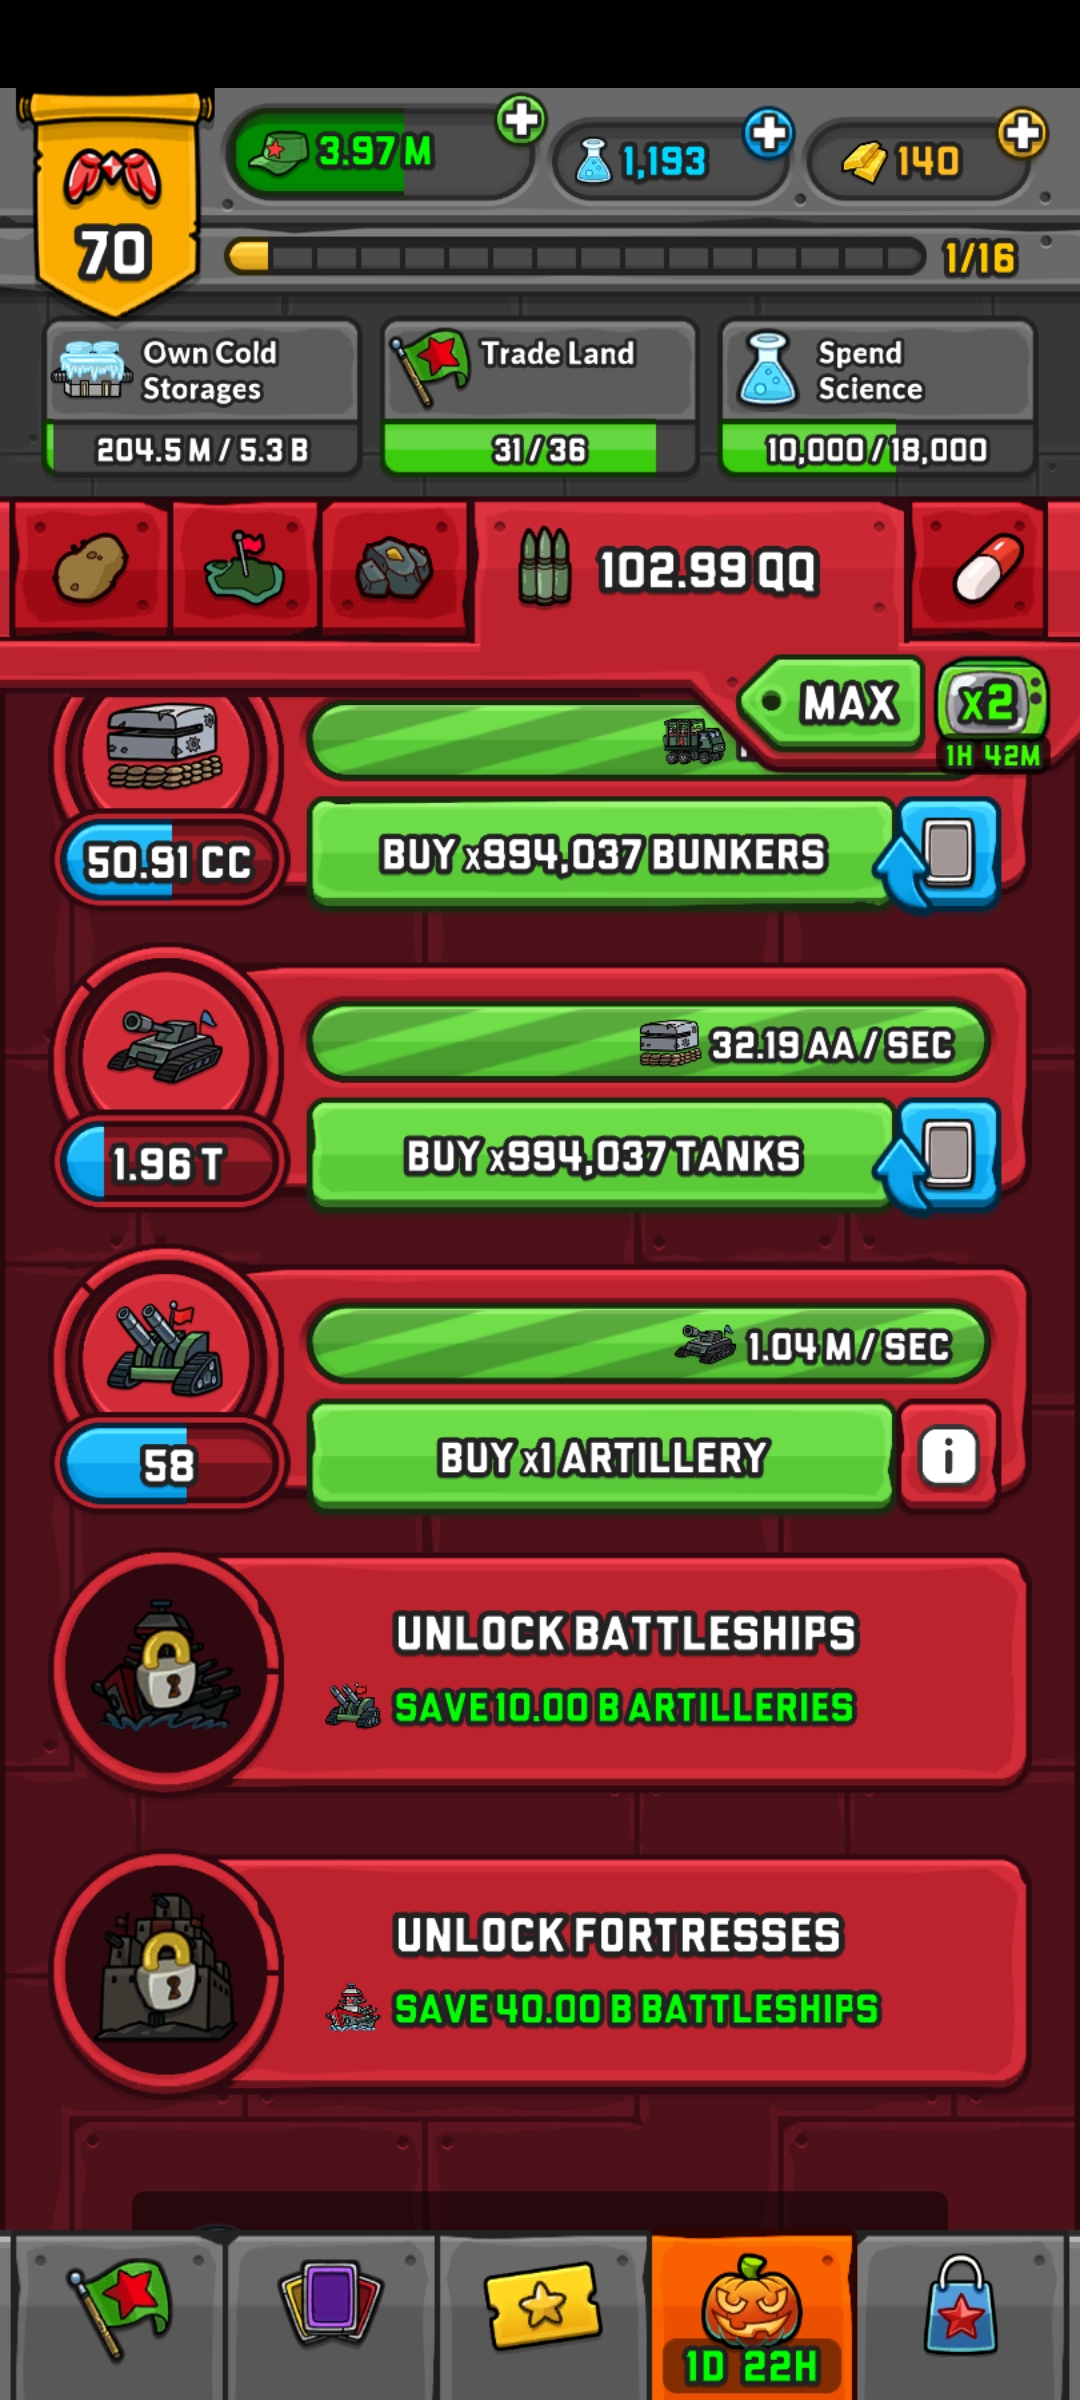 3.97 M
1,193
140
70
1/16
Own Cold
Storages
204.5 M / 5.3 B
Trade Land
31 / 36
Spend
Science
10,000 / 18,000
102.99 QQ
MAX
x2
1H 42M
50.91 CC
BUY x994,037 BUNKERS
32.19 AA / SEC
1.96 T
BUY x994,037 TANKS
1.04 M / SEC
58
BUY x1 ARTILLERY
i
UNLOCK BATTLESHIPS
SAVE 10.00 B ARTILLERIES
UNLOCK FORTRESSES
SAVE 40.00 B BATTLESHIPS
1D 22H